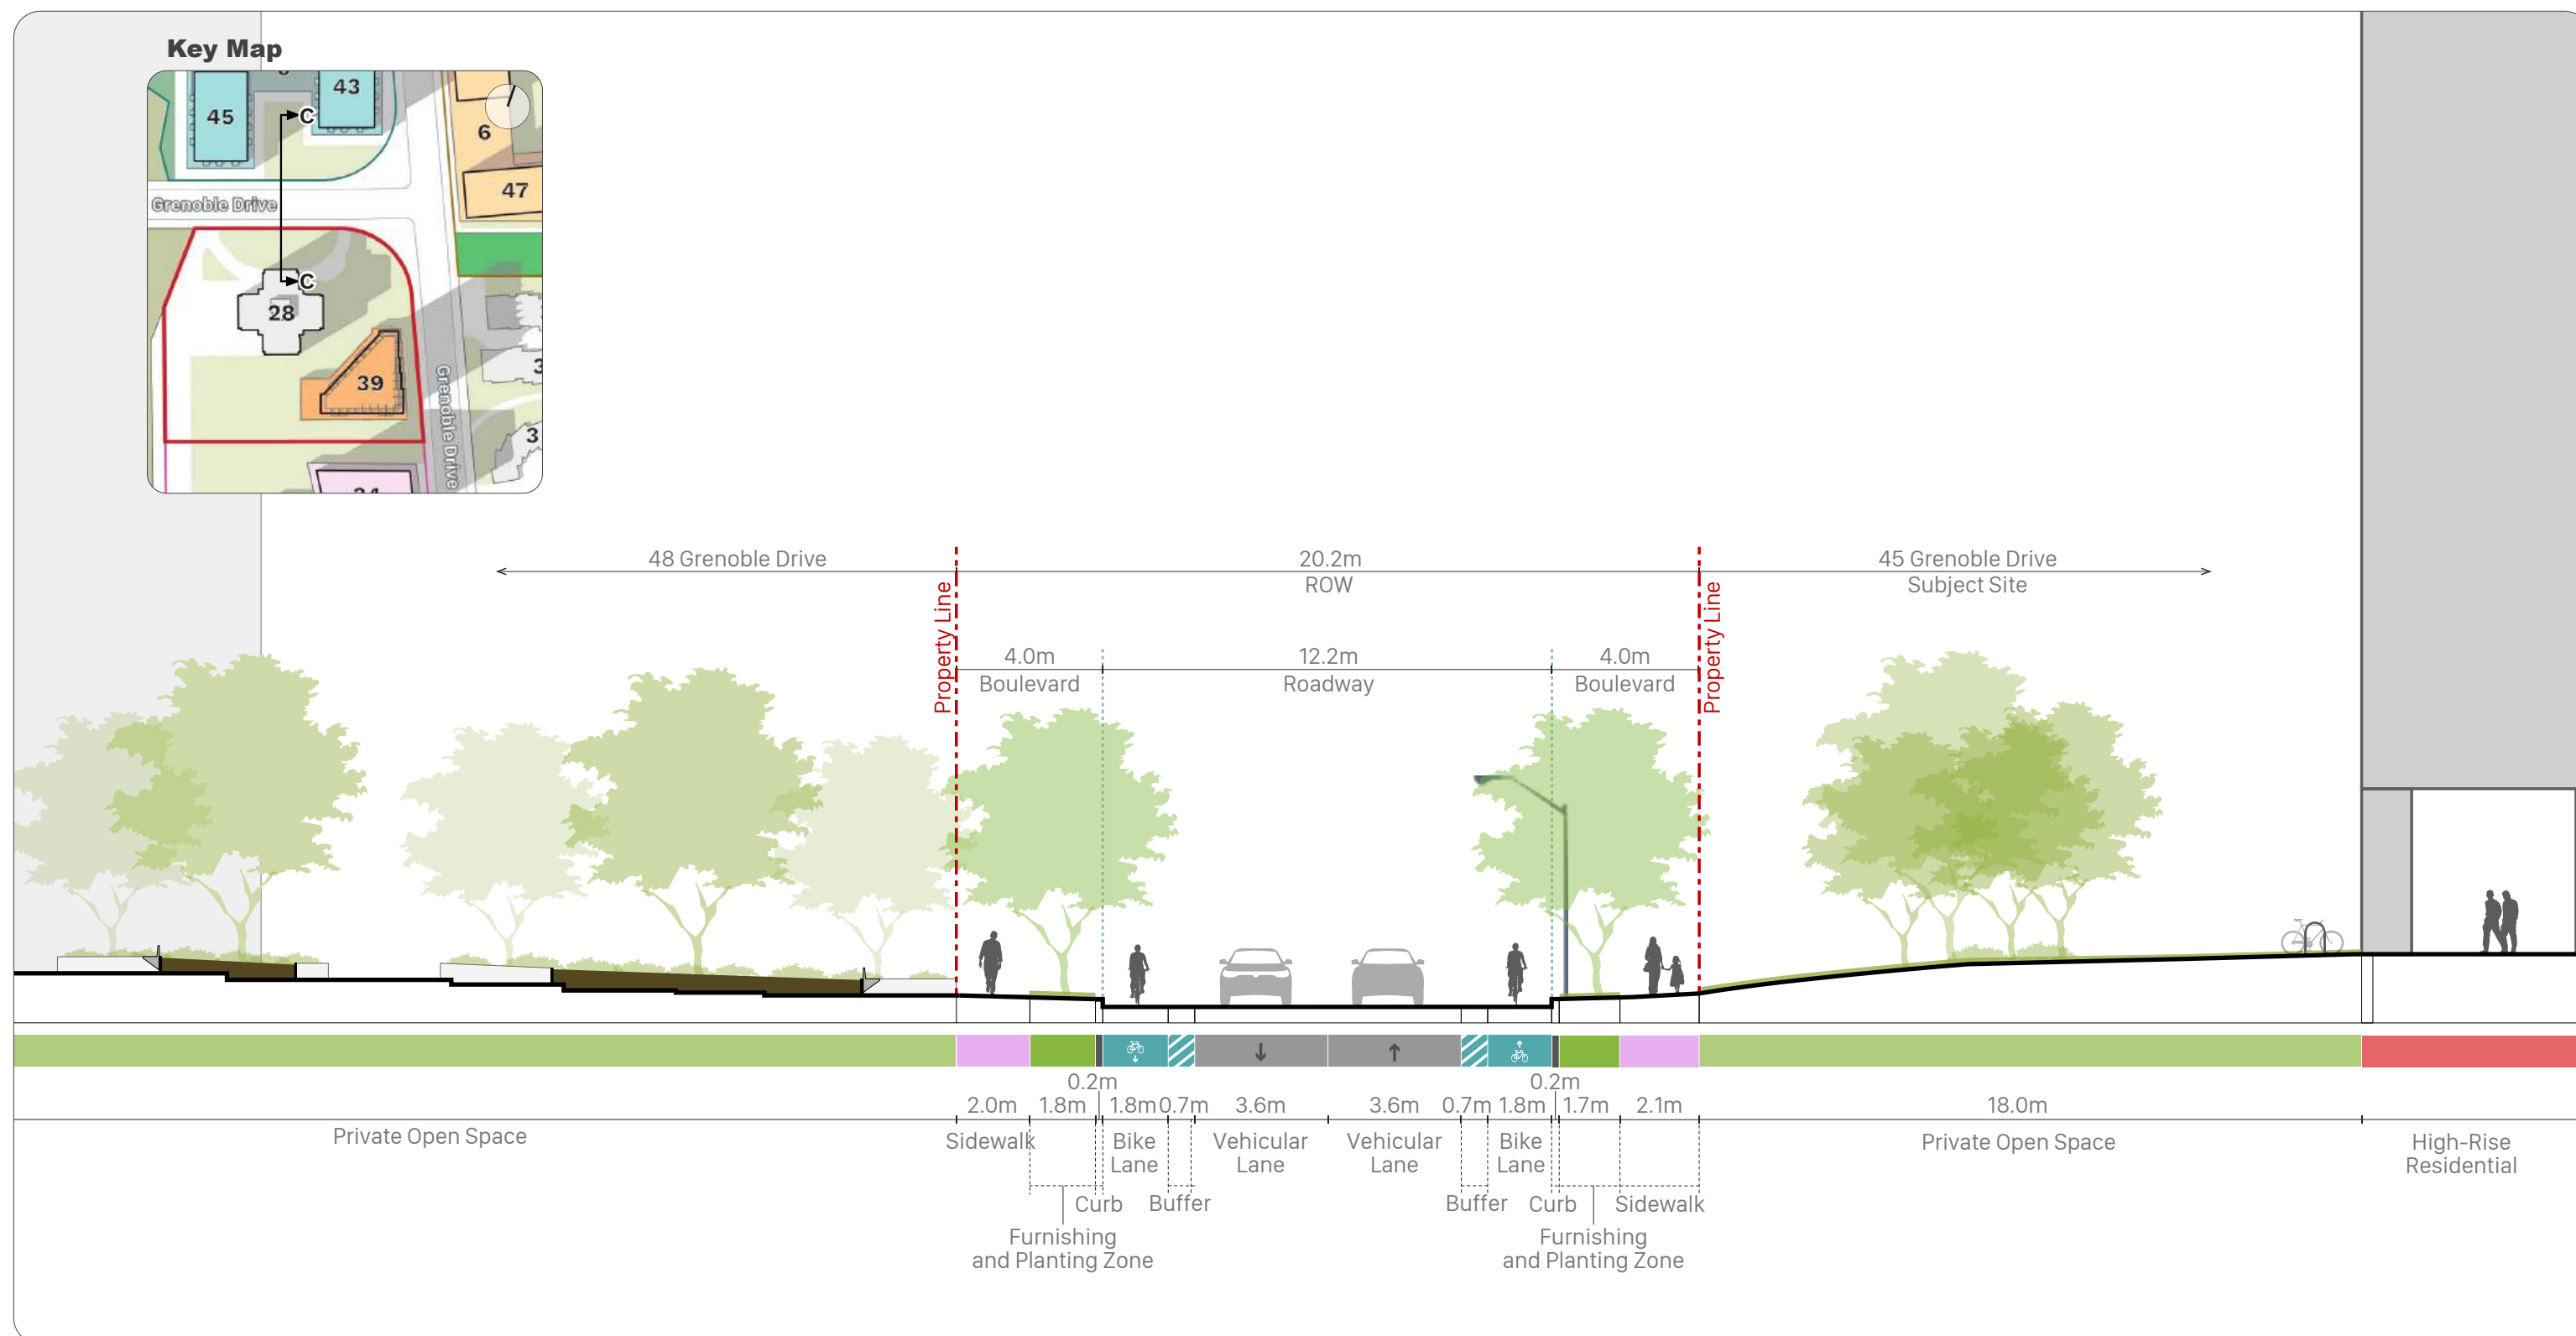 Key Map
45
43
C
6
47
Grenoble Drive
C
28
39
Grenoble Drive
48 Grenoble Drive
20.2m
ROW
45 Grenoble Drive
Subject Site
Property Line
Property Line
4.0m
Boulevard
12.2m
Roadway
4.0m
Boulevard
0.2m
0.2m
2.0m
1.8m
1.8m
0.7m
3.6m
3.6m
0.7m
1.8m
1.7m
2.1m
18.0m
Private Open Space
Sidewalk
Bike
Lane
Vehicular
Lane
Vehicular
Lane
Bike
Lane
Private Open Space
High-Rise
Residential
Curb
Buffer
Buffer
Curb
Sidewalk
Furnishing
and Planting Zone
Furnishing
and Planting Zone